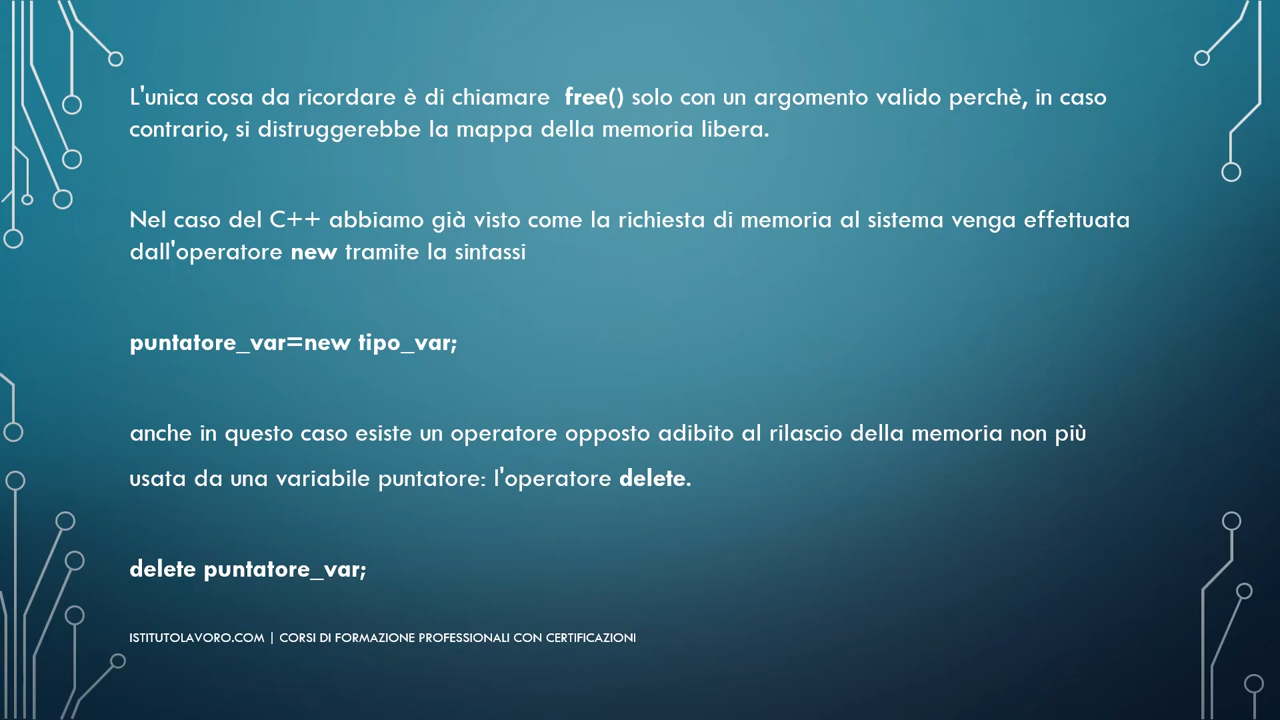 L'unica cosa da ricordare è di chiamare  free() solo con un argomento valido perchè, in caso
contrario, si distruggerebbe la mappa della memoria libera.
Nel caso del C++ abbiamo già visto come la richiesta di memoria al sistema venga effettuata
dall'operatore new tramite la sintassi
puntatore_var=new tipo_var;
anche in questo caso esiste un operatore opposto adibito al rilascio della memoria non più
usata da una variabile puntatore: l'operatore delete.
delete puntatore_var;
ISTITUTOLAVORO.COM | CORSI DI FORMAZIONE PROFESSIONALI CON CERTIFICAZIONI